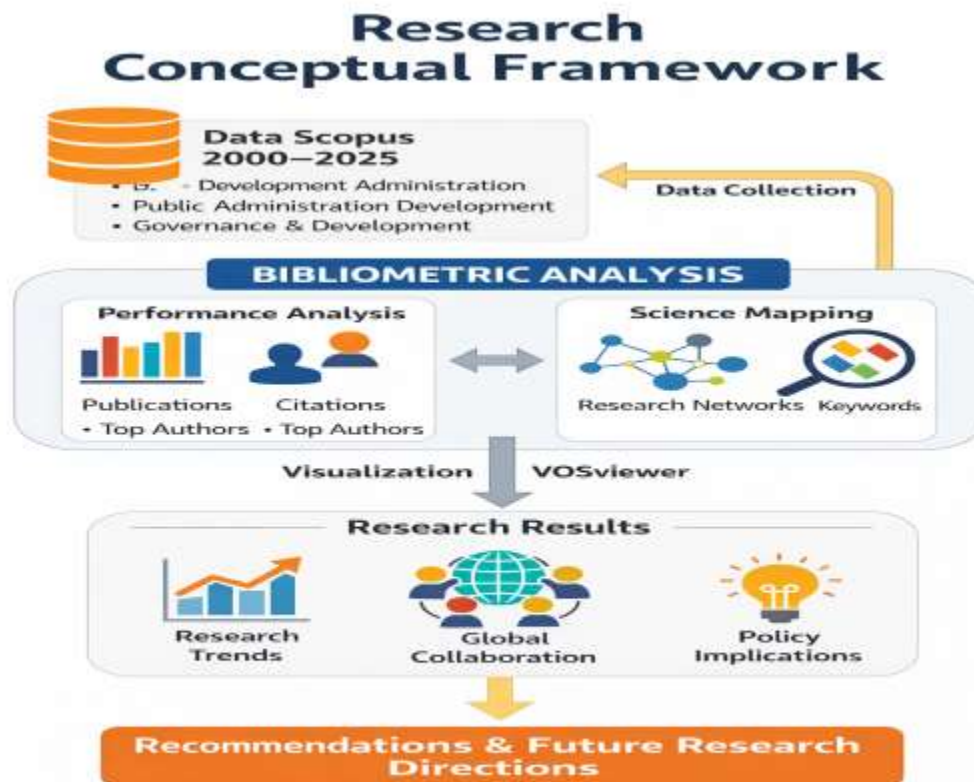 Research
Conceptual Framework
Data Scopus
2000–2025
• - Development Administration
• Public Administration Development
• Governance & Development
Data Collection
BIBLIOMETRIC ANALYSIS
Performance Analysis
Science Mapping
Publications
Citations
Research Networks
Keywords
• Top Authors
• Top Authors
Visualization
VOSviewer
Research Results
Research
Trends
Global
Collaboration
Policy
Implications
Recommendations & Future Research
Directions